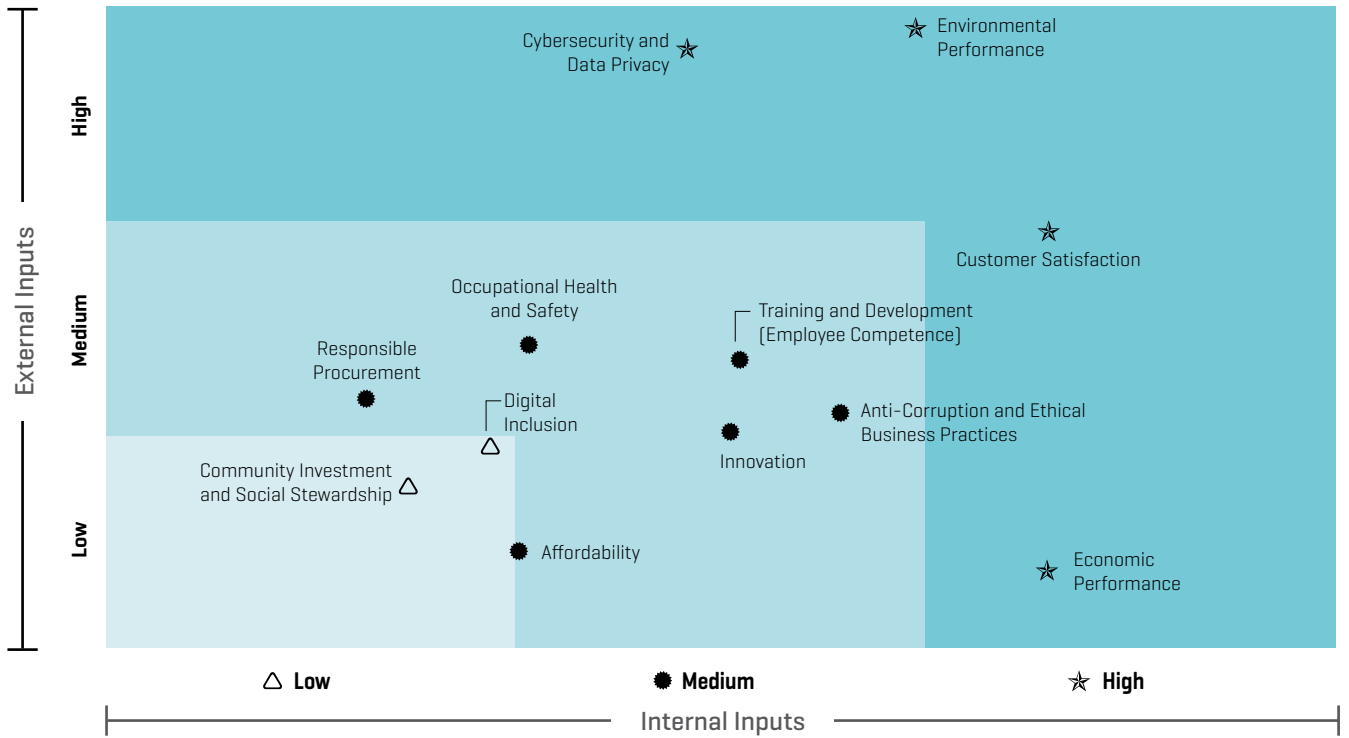 Environmental
Performance
Cybersecurity and
Data Privacy
High
Customer Satisfaction
External Inputs
Medium
Occupational Health
and Safety
Training and Development
(Employee Competence)
Responsible
Procurement
Digital
Inclusion
Anti-Corruption and Ethical
Business Practices
Innovation
Community Investment
and Social Stewardship
Low
Affordability
Economic
Performance
Low
Medium
High
Internal Inputs